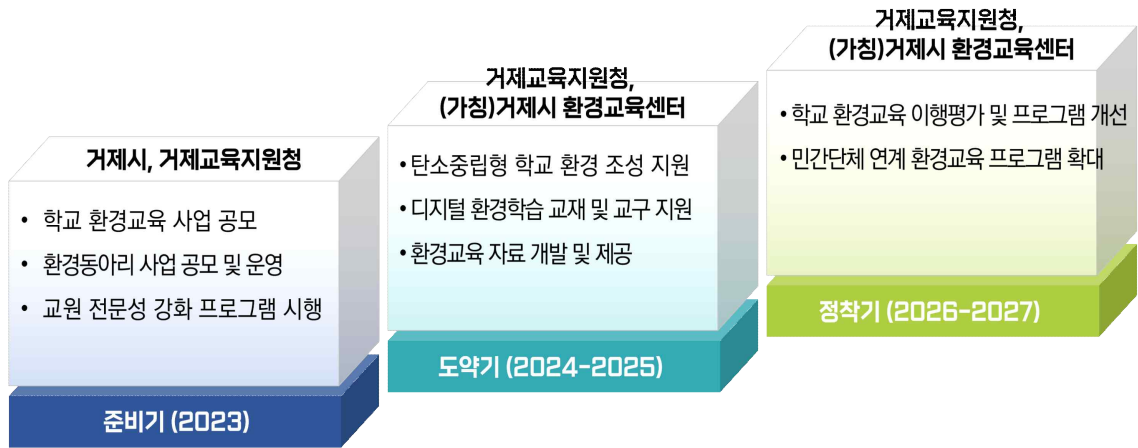 거제시, 거제교육지원청
• 학교 환경교육 사업 공모
• 환경동아리 사업 공모 및 운영
• 교원 전문성 강화 프로그램 시행
준비기 (2023)
거제교육지원청,
(가칭)거제시 환경교육센터
• 탄소중립형 학교 환경 조성 지원
• 디지털 환경학습 교재 및 교구 지원
• 환경교육 자료 개발 및 제공
도약기 (2024-2025)
거제교육지원청,
(가칭)거제시 환경교육센터
• 학교 환경교육 이행평가 및 프로그램 개선
• 민간단체 연계 환경교육 프로그램 확대
정착기 (2026-2027)